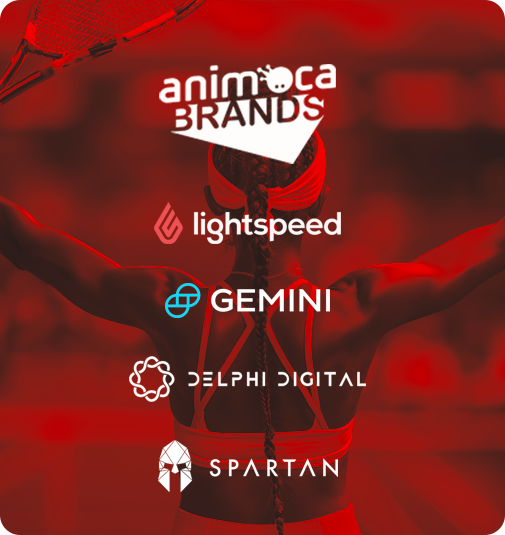 animoca
BRANDS
lightspeed
GEMINI
DELPHI DIGITAL
SPARTAN